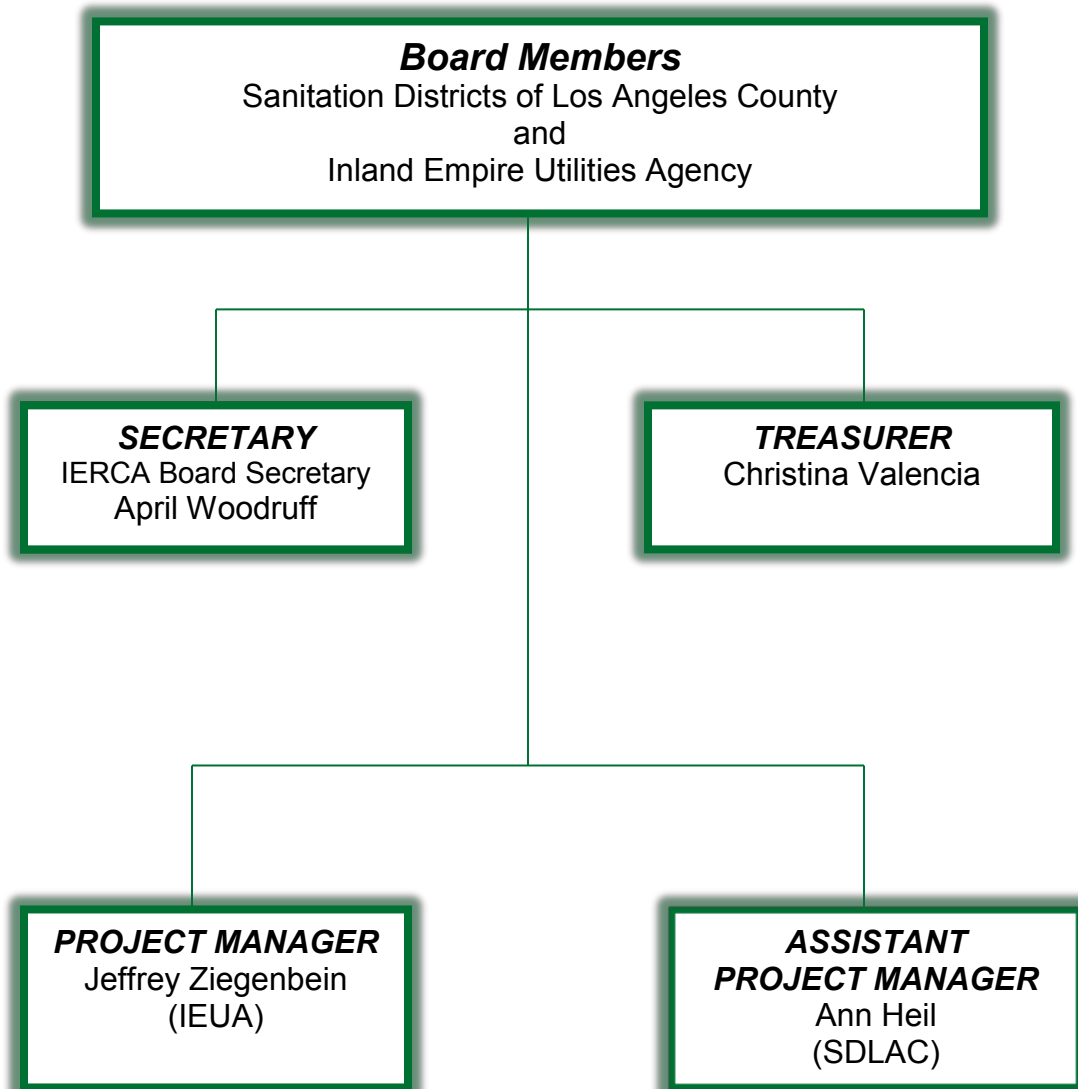 Board Members
Sanitation Districts of Los Angeles County
and
Inland Empire Utilities Agency
SECRETARY
IERCA Board Secretary
April Woodruff
TREASURER
Christina Valencia
PROJECT MANAGER
Jeffrey Ziegenbein
(IEUA)
ASSISTANT
PROJECT MANAGER
Ann Heil
(SDLAC)